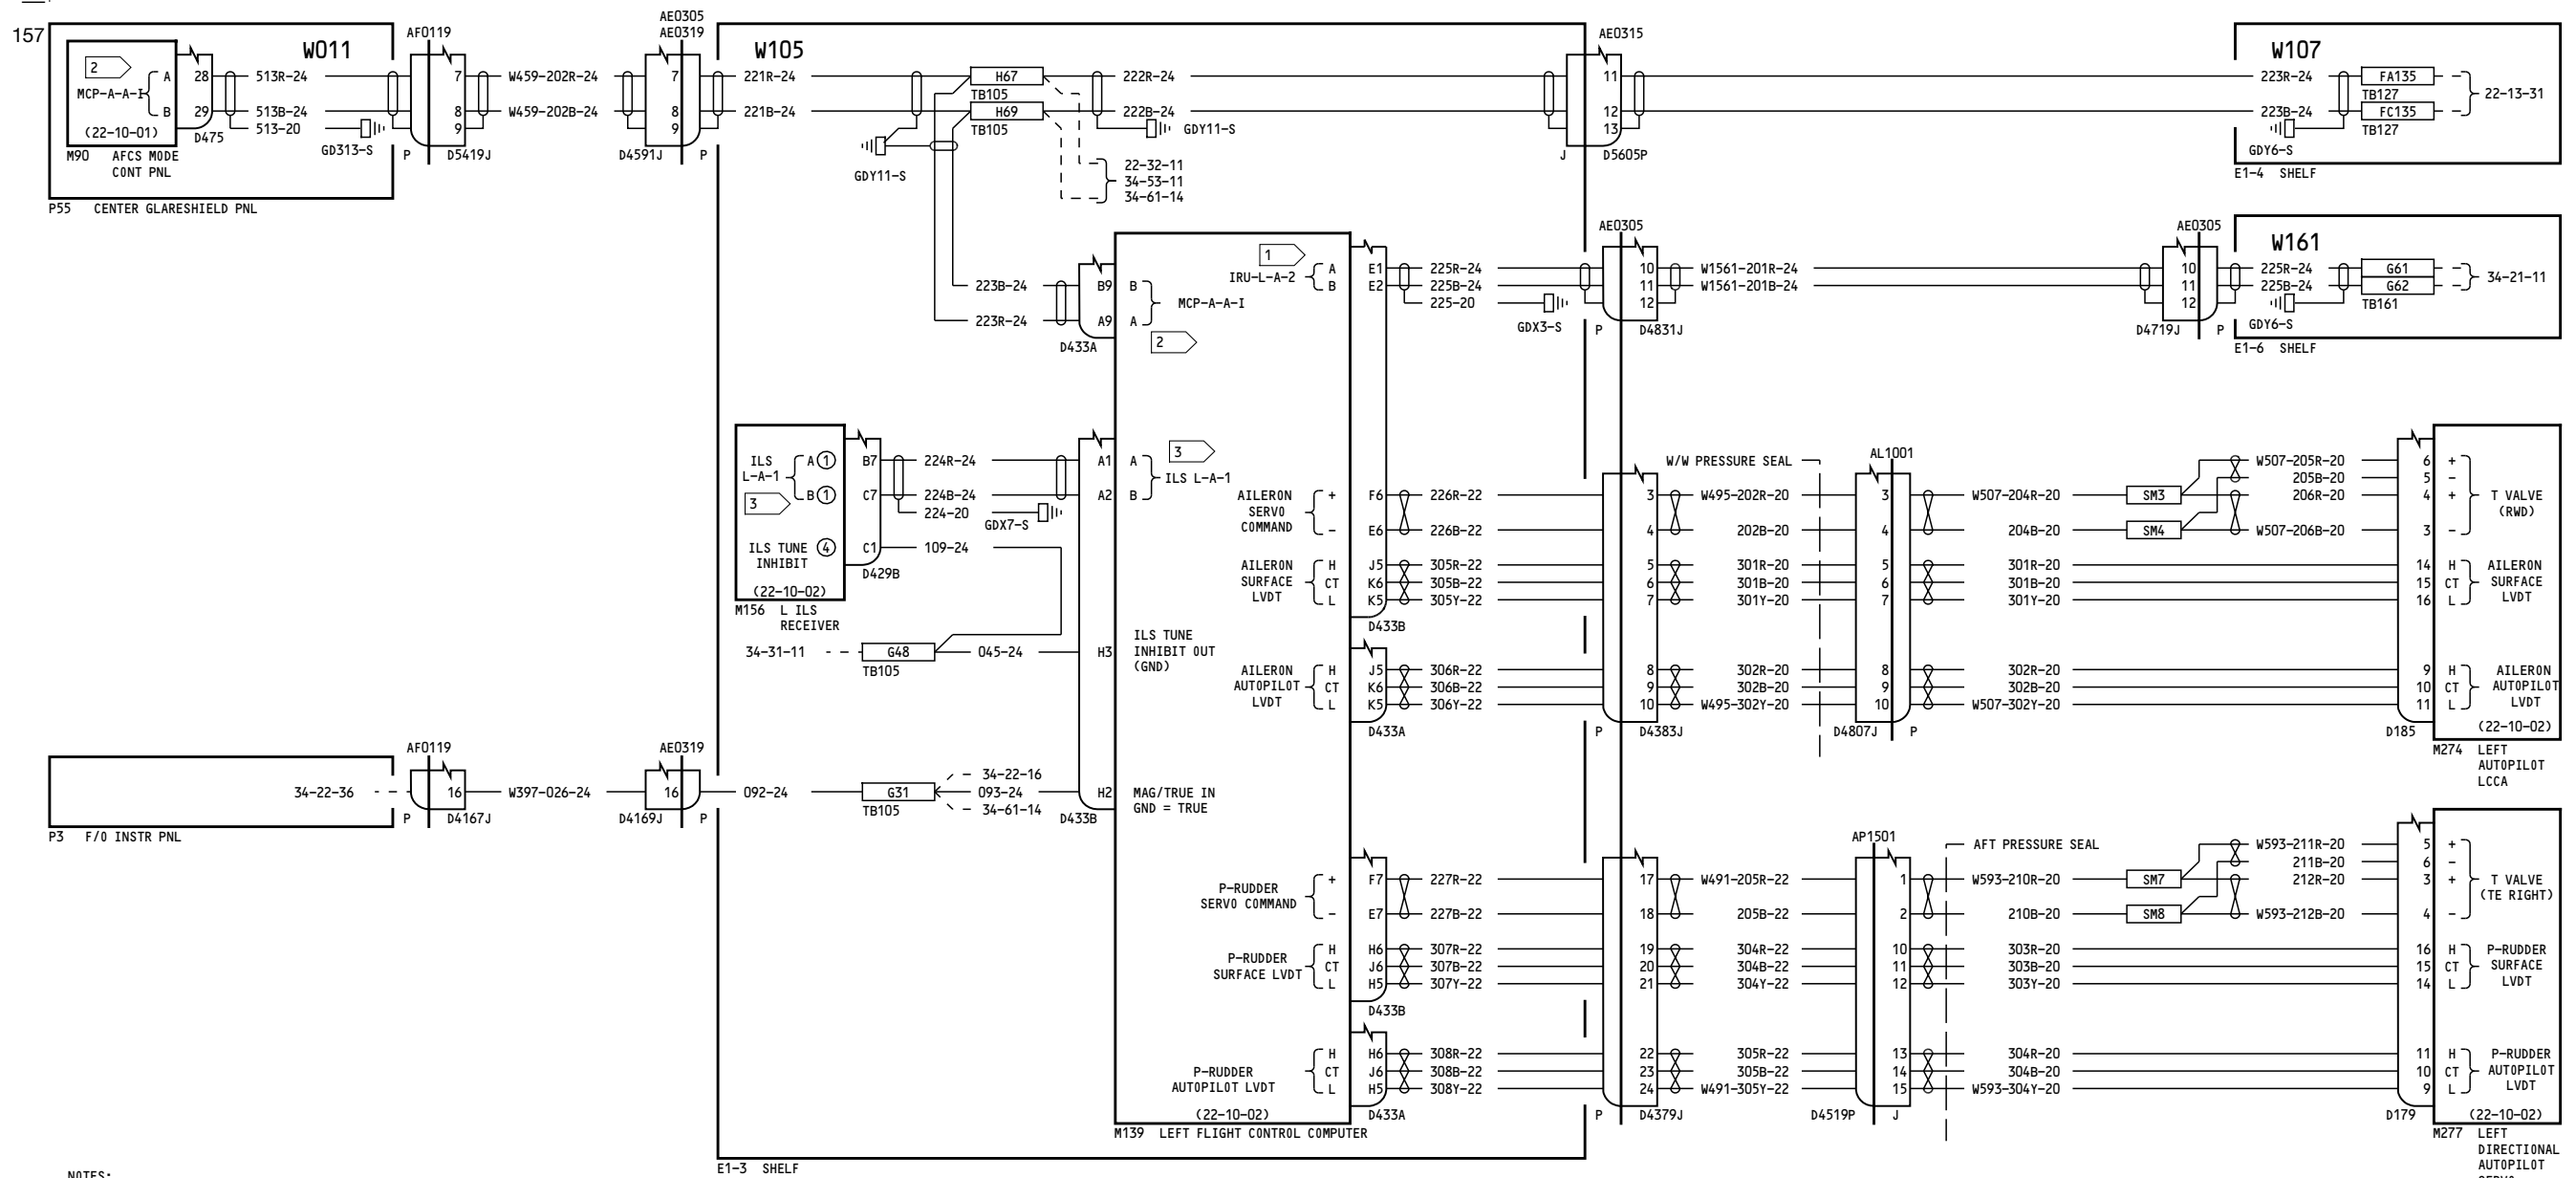 157
W011
2
A
MCP-A-A-I
B
(22-10-01)
28
29
D475
513R-24
513B-24
513-20
GD313-S
M90 AFCS MODE
CONT PNL
P55 CENTER GLARESHIELD PNL
AF0119
7
8
9
P D5419J
W459-202R-24
W459-202B-24
AE0305
AE0319
7
8
9
D4591J P
W105
221R-24
221B-24
H67
TB105
H69
TB105
222R-24
222B-24
GDY11-S
GDY11-S
22-32-11
34-53-11
34-61-14
AE0315
11
12
13
J D5605P
W107
223R-24
FA135
TB127
223B-24
FC135
TB127
22-13-31
GDY6-S
E1-4 SHELF
223B-24
B9 B
MCP-A-A-I
223R-24
A9 A
D433A
2
1
IRU-L-A-2
A
B
E1
E2
225R-24
225B-24
225-20
GDX3-S
AE0305
10
11
12
P D4831J
W1561-201R-24
W1561-201B-24
AE0305
10
11
12
D4719J P
W161
225R-24
G61
225B-24
G62
TB161
34-21-11
GDY6-S
E1-6 SHELF
ILS
L-A-1
A 1
B 1
3
B7
C7
224R-24
224B-24
224-20
GDX7-S
A1 A
A2 B
3
ILS L-A-1
ILS TUNE 4
INHIBIT
C1
109-24
D429B
(22-10-02)
M156 L ILS
RECEIVER
34-31-11
G48
TB105
045-24
H3
ILS TUNE
INHIBIT OUT
(GND)
AILERON
SERVO
COMMAND
+
-
F6
E6
226R-22
226B-22
AILERON
SURFACE
LVDT
H
CT
L
J5
K6
K5
305R-22
305B-22
305Y-22
D433B
AILERON
AUTOPILOT
LVDT
H
CT
L
J5
K6
K5
306R-22
306B-22
306Y-22
D433A
3
4
5
6
7
8
9
10
P D4383J
W495-202R-20
202B-20
301R-20
301B-20
301Y-20
302R-20
302B-20
W495-302Y-20
W/W PRESSURE SEAL
AL1001
3
4
5
6
7
8
9
10
D4807J P
W507-204R-20
204B-20
301R-20
301B-20
301Y-20
302R-20
302B-20
W507-302Y-20
SM3
SM4
W507-205R-20
205B-20
206R-20
W507-206B-20
6 +
5 -
4 +
3 -
T VALVE
(RWD)
14 H
15 CT
16 L
AILERON
SURFACE
LVDT
9 H
10 CT
11 L
AILERON
AUTOPILOT
LVDT
(22-10-02)
D185
M274 LEFT
AUTOPILOT
LCCA
34-22-36
P3 F/O INSTR PNL
AF0119
16
P D4167J
W397-026-24
AE0319
16
D4169J P
092-24
G31
TB105
34-22-16
093-24
34-61-14
H2
D433B
MAG/TRUE IN
GND = TRUE
P-RUDDER
SERVO COMMAND
+
-
F7
E7
227R-22
227B-22
P-RUDDER
SURFACE LVDT
H
CT
L
H6
J6
H5
307R-22
307B-22
307Y-22
D433B
P-RUDDER
AUTOPILOT LVDT
H
CT
L
H6
J6
H5
308R-22
308B-22
308Y-22
D433A
(22-10-02)
M139 LEFT FLIGHT CONTROL COMPUTER
E1-3 SHELF
17
18
19
20
21
22
23
24
P D4379J
W491-205R-22
205B-22
304R-22
304B-22
304Y-22
305R-22
305B-22
W491-305Y-22
AP1501
1
2
10
11
12
13
14
15
D4519P J
AFT PRESSURE SEAL
W593-210R-20
210B-20
303R-20
303B-20
303Y-20
304R-20
304B-20
W593-304Y-20
SM7
SM8
W593-211R-20
211B-20
212R-20
W593-212B-20
5 +
6 -
3 +
4 -
T VALVE
(TE RIGHT)
16 H
15 CT
14 L
P-RUDDER
SURFACE
LVDT
11 H
10 CT
9 L
P-RUDDER
AUTOPILOT
LVDT
D179
(22-10-02)
M277 LEFT
DIRECTIONAL
AUTOPILOT
NOTES: